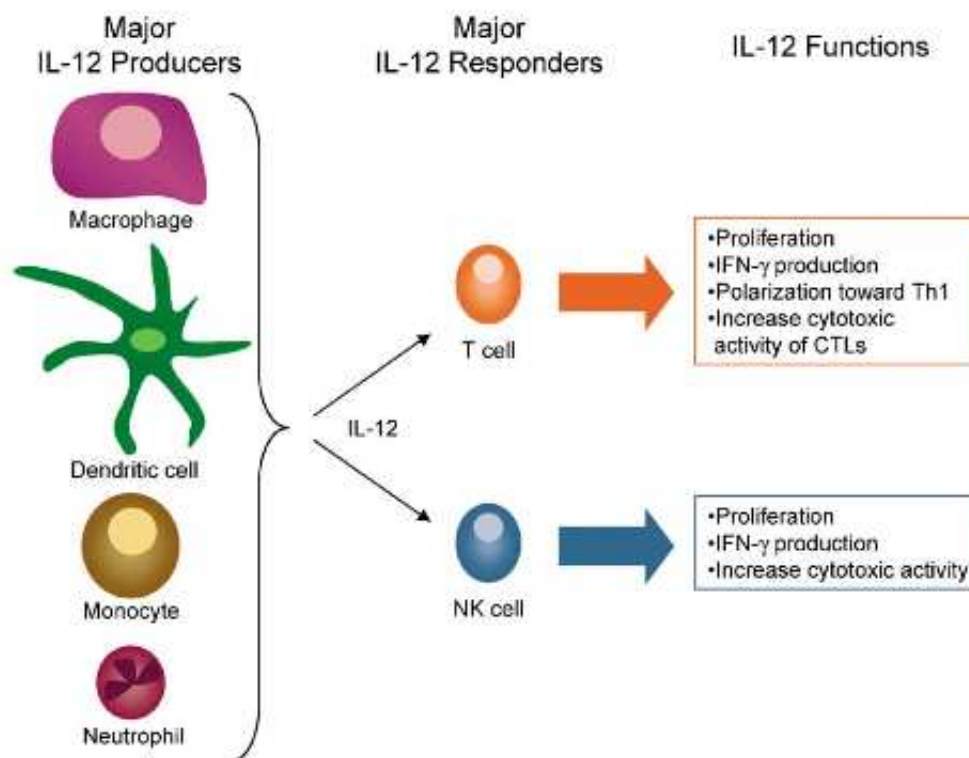 Major
IL-12 Producers
Major
IL-12 Responders
IL-12 Functions
Macrophage
Dendritic cell
Monocyte
Neutrophil
IL-12
T cell
NK cell
•Proliferation
•IFN-γ production
•Polarization toward Th1
•Increase cytotoxic
activity of CTLs
•Proliferation
•IFN-γ production
•Increase cytotoxic activity